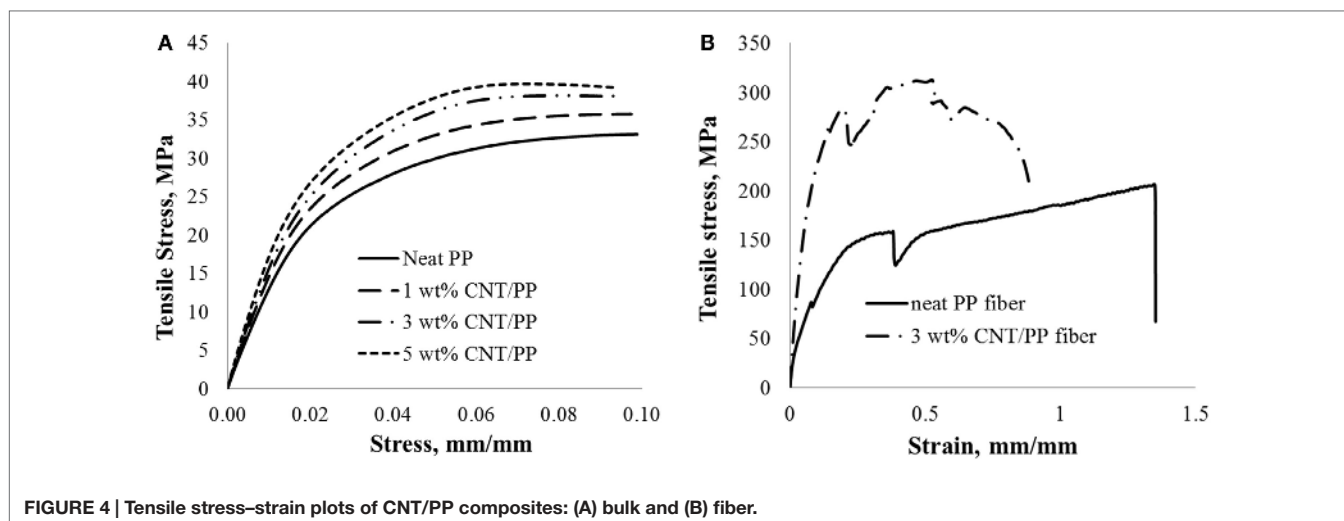 A
45
40
35
30
25
20
15
10
5
0
Tensile Stress, MPa
Neat PP
1 wt% CNT/PP
3 wt% CNT/PP
5 wt% CNT/PP
0.00 0.02 0.04 0.06 0.08 0.10
Stress, mm/mm
B
350
300
250
200
150
100
50
0
Tensile stress, MPa
neat PP fiber
3 wt% CNT/PP fiber
0 0.5 1 1.5
Strain, mm/mm
FIGURE 4 | Tensile stress–strain plots of CNT/PP composites: (A) bulk and (B) fiber.